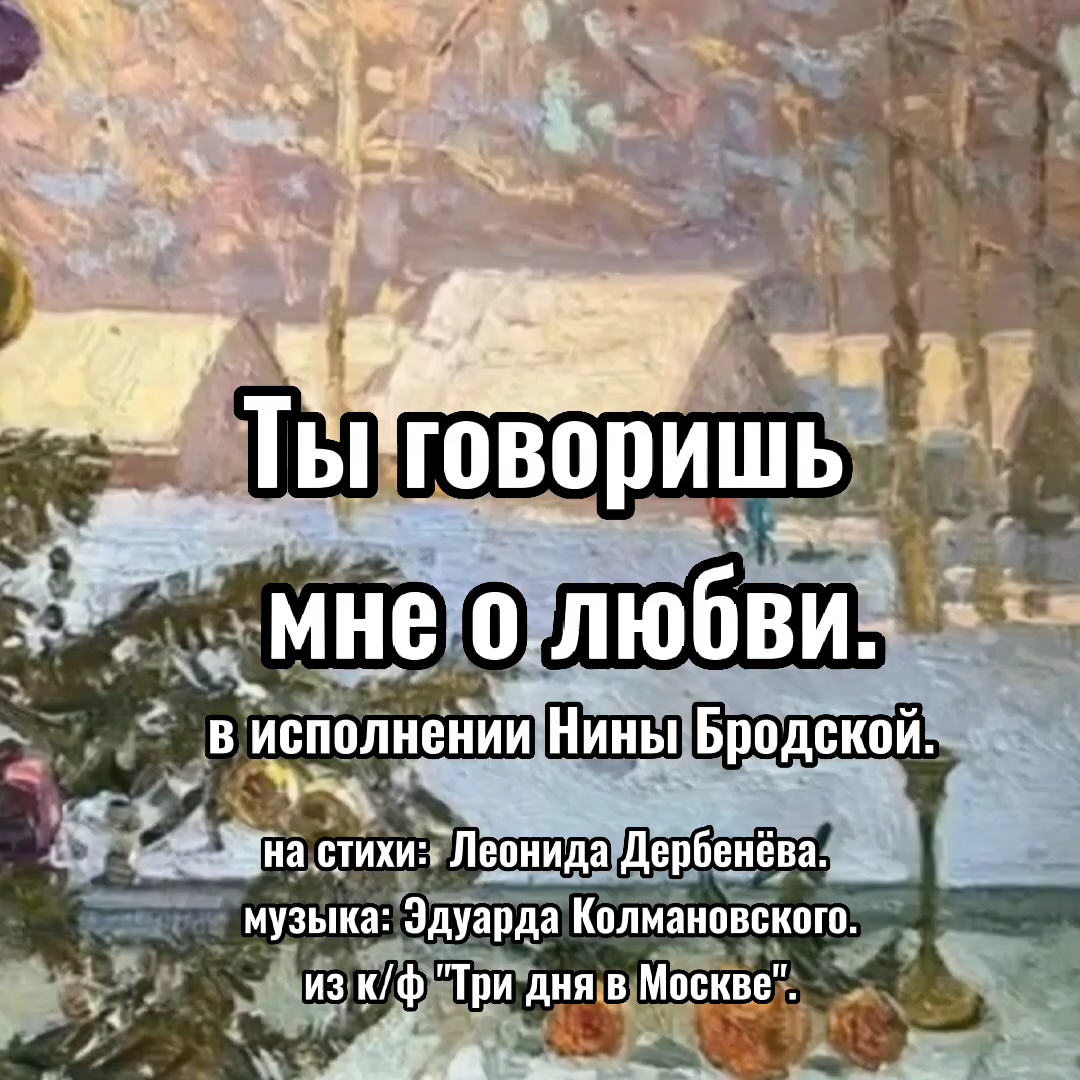 Ты говоришь
мне о любви.
в исполнении Нины Бродской.
на стихи: Леонида Дербенёва.
музыка: Эдуарда Колмановского.
из к/ф "Три дня в Москве".